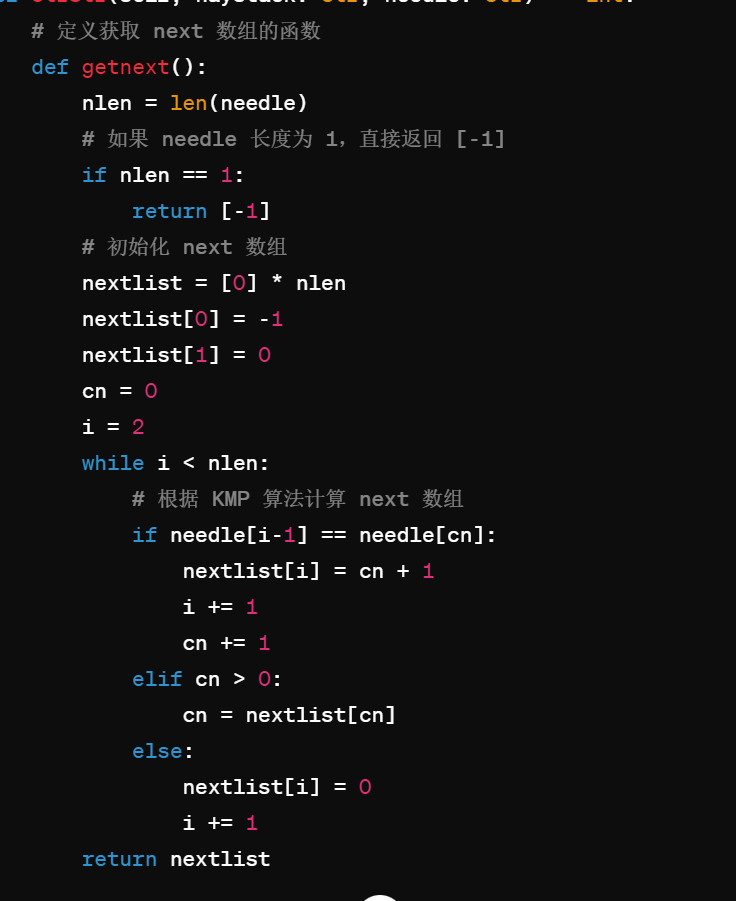 # 定义获取 next 数组的函数
    def getnext():
        nlen = len(needle)
        # 如果 needle 长度为 1，直接返回 [-1]
        if nlen == 1:
            return [-1]
        # 初始化 next 数组
        nextlist = [0] * nlen
        nextlist[0] = -1
        nextlist[1] = 0
        cn = 0
        i = 2
        while i < nlen:
            # 根据 KMP 算法计算 next 数组
            if needle[i-1] == needle[cn]:
                nextlist[i] = cn + 1
                i += 1
                cn += 1
            elif cn > 0:
                cn = nextlist[cn]
            else:
                nextlist[i] = 0
                i += 1
        return nextlist